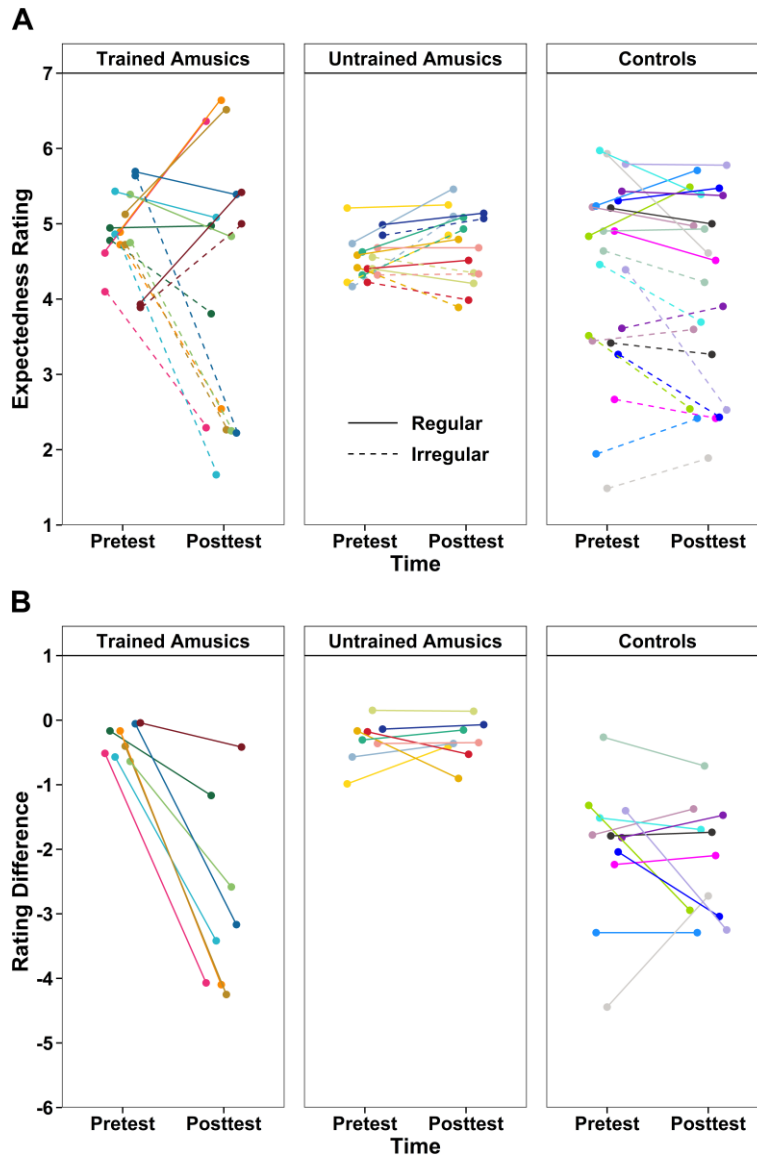 A
Trained Amusics
Untrained Amusics
Controls
Expectedness Rating
7
6
5
4
3
2
1
Regular
Irregular
Pretest
Posttest
Pretest
Posttest
Pretest
Posttest
Time
B
Trained Amusics
Untrained Amusics
Controls
Rating Difference
1
0
-1
-2
-3
-4
-5
-6
Pretest
Posttest
Pretest
Posttest
Pretest
Posttest
Time